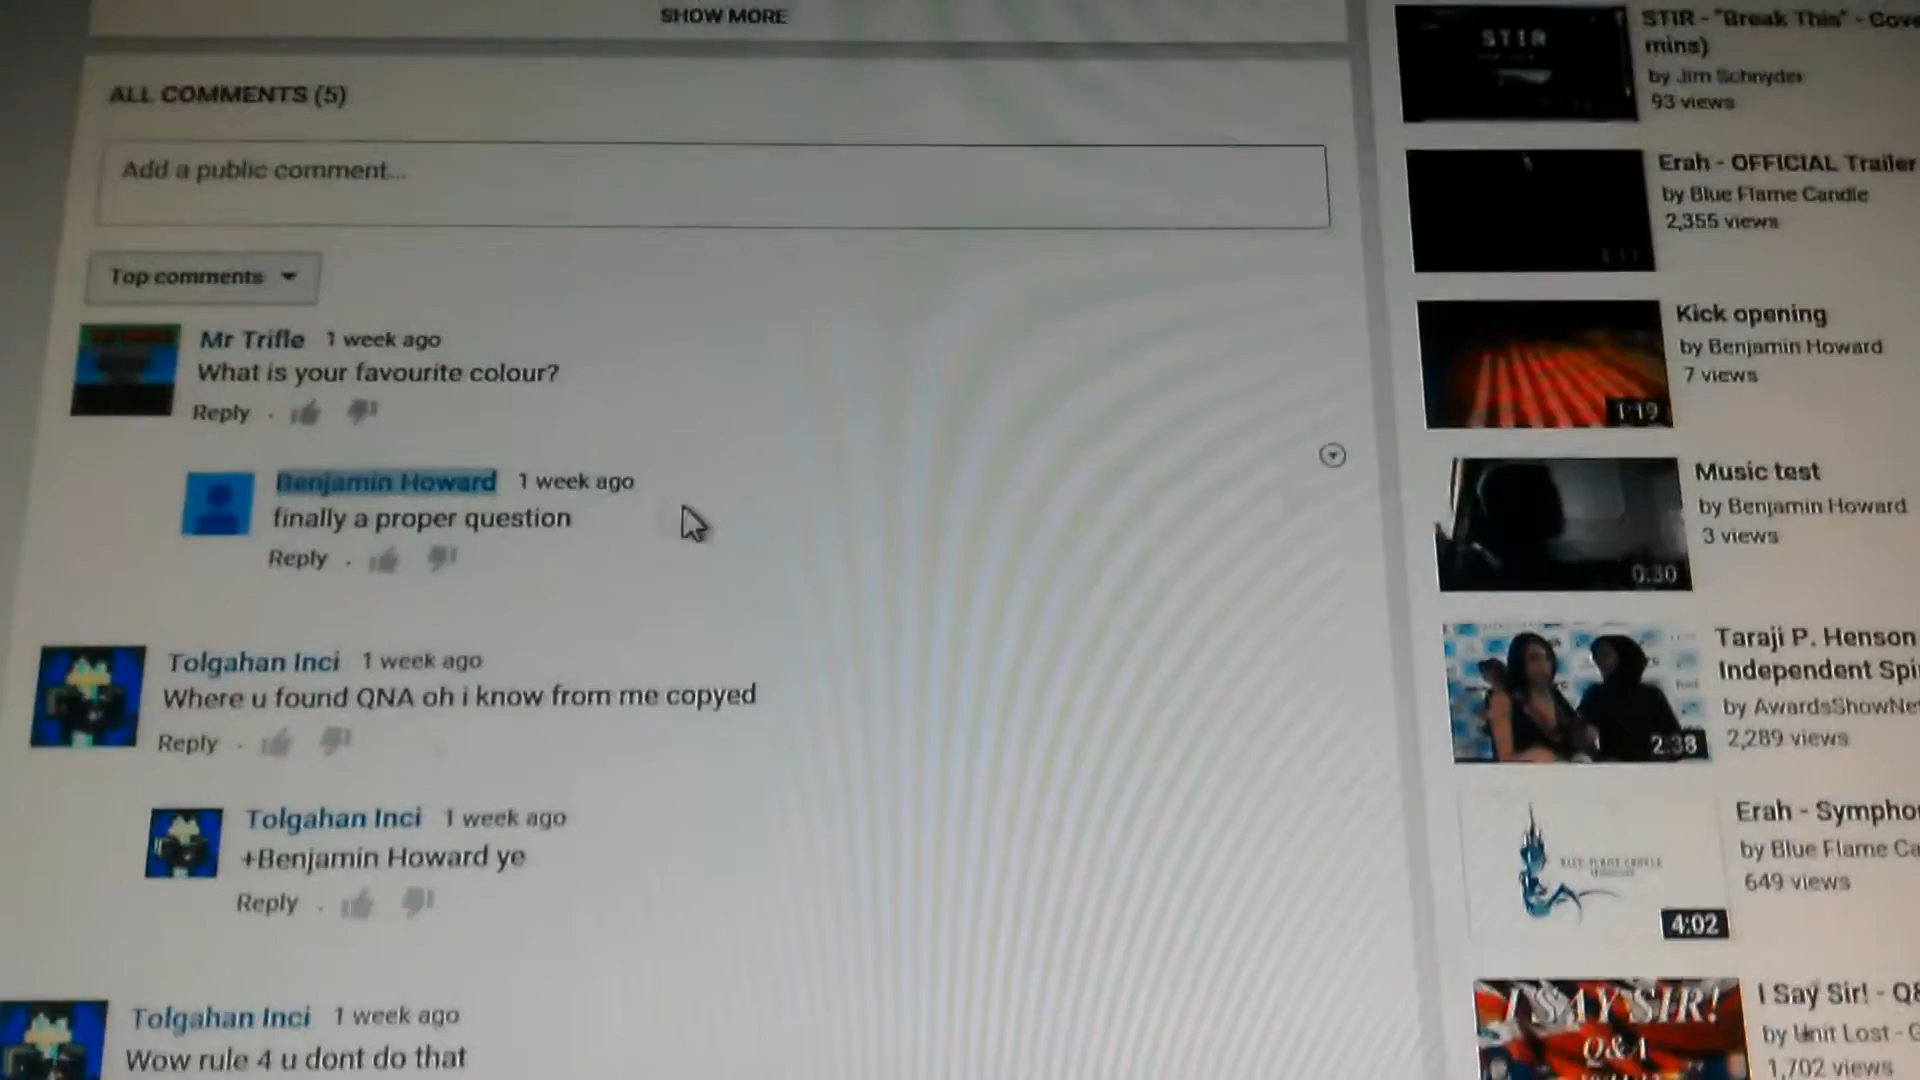 SHOW MORE
ALL COMMENTS (5)
Add a public comment...
Top comments
Mr Trifle 1 week ago
What is your favourite colour?
Reply
Benjamin Howard 1 week ago
finally a proper question
Reply
Tolgahan Inci 1 week ago
Where u found QNA oh i know from me copyed
Reply
Tolgahan Inci 1 week ago
+Benjamin Howard ye
Reply
Tolgahan Inci 1 week ago
Wow rule 4 u dont do that
STIR
STIR - "Break This" - Cove
mins)
by Jim Schnyder
93 views
Erah - OFFICIAL Trailer
by Blue Flame Candle
2,355 views
1:19
Kick opening
by Benjamin Howard
7 views
0:30
Music test
by Benjamin Howard
3 views
2:38
Taraji P. Henson
Independent Spi
by AwardsShowNe
2,289 views
4:02
Erah - Sympho
by Blue Flame Ca
649 views
I SAY SIR!
Q&A
I Say Sir! - Q&
by Unit Lost - G
1,702 views